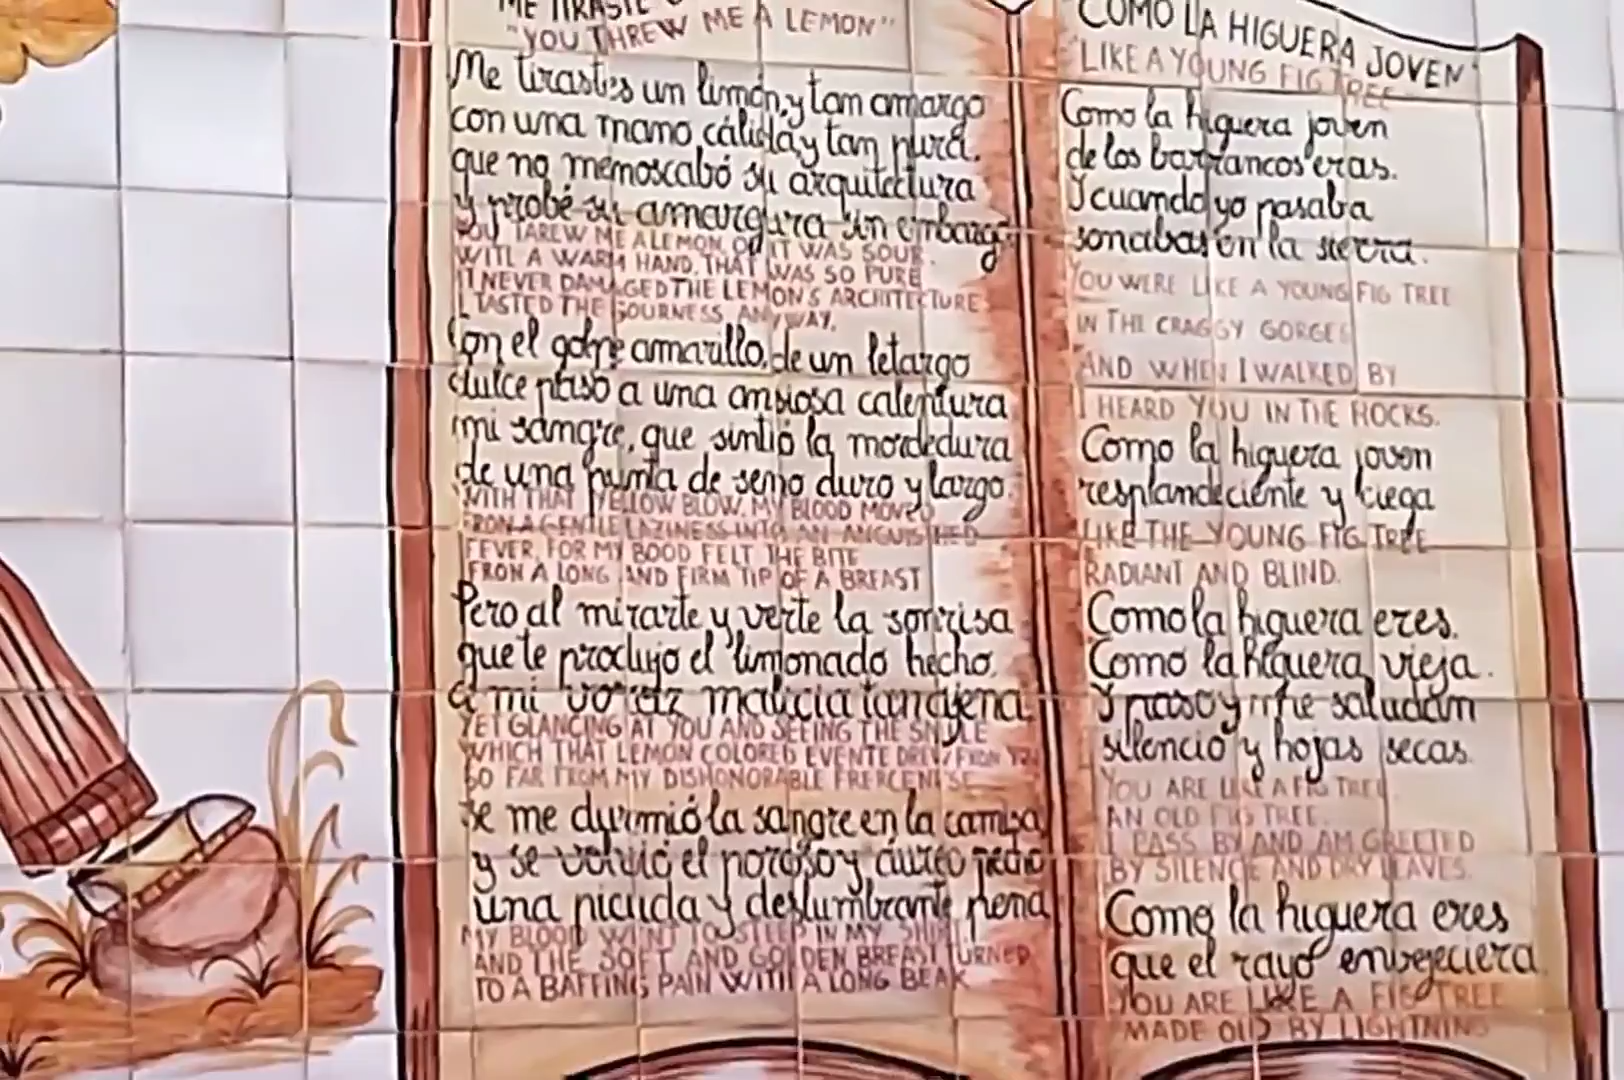 ME TIRASTE
"YOU THREW ME A LEMON"
Me tirastes un limón, y tam amargo
con una mano cálida, y tan pura,
que no memoscabó su arquitectura
y probé su amargura sin embargo
YOU TAREW ME A LEMON, O IT WAS SOUR.
WITL A WARM HAND, THAT WAS SO PURE
IT NEVER DAMAGED THE LEMON'S ARCHITECTURE
I TASTED THE SOURNESS, ANYWAY.
Con el golpe amarillo, de un letargo
dulce pasó a una ansiosa calentura
mi sangre, que sintió la mordedura
de una punta de seno duro y largo.
WITH THAT YELLOW BLOW, MY BLOOD MOVED
FRON A GENTLE LAZINESS INTO AN ANGUISHED
FEVER, FOR MY BOOD FELT THE BITE
FRON A LONG AND FIRM TIP OF A BREAST
Pero al mirarte y verte la sonrisa
que te produjo el limonado hecho.
a mi voraz malicia tan ajena
YET GLANCING AT YOU AND SEEING THE SMILE
WHICH THAT LEMON COLORED EVENTE DREW FRON YOU
SO FAR FROM MY DISHONORABLE
Se me durmió la sangre en la camisa
y se volvió el poroso y áureo pecho
una picuda y deslumbrante pena
MY BLOOD WENT TO SLEEP IN MY SHIRT,
AND THE SOFT AND GOLDEN BREAST TURNED
TO A BAFFING PAIN WITH A LONG BEAK
"COMO LA HIGUERA JOVEN"
"LIKE A YOUNG FIG TREE"
Como la higuera joven
de los barrancos eras.
Y cuando yo pasaba
sonabas en la sierra.
YOU WERE LIKE A YOUNG FIG TREE
IN THE CRAGGY GORGES
AND WHEN I WALKED BY
I HEARD YOU IN THE ROCKS.
Como la higuera joven
resplandeciente y ciega
LIKE THE YOUNG FIG TREE
RADIANT AND BLIND.
Como la higuera eres.
Como la higuera vieja.
Y paso y me saludan
silencio y hojas secas.
YOU ARE LIKE A FIG TREE
AN OLD FIG TREE.
I PASS BY AND AM GREETED
BY SILENCE AND DRY LEAVES.
Como la higuera eres
que el rayo envejeciera
YOU ARE LIKE A FIG TREE
MADE OLD BY LIGHTNING